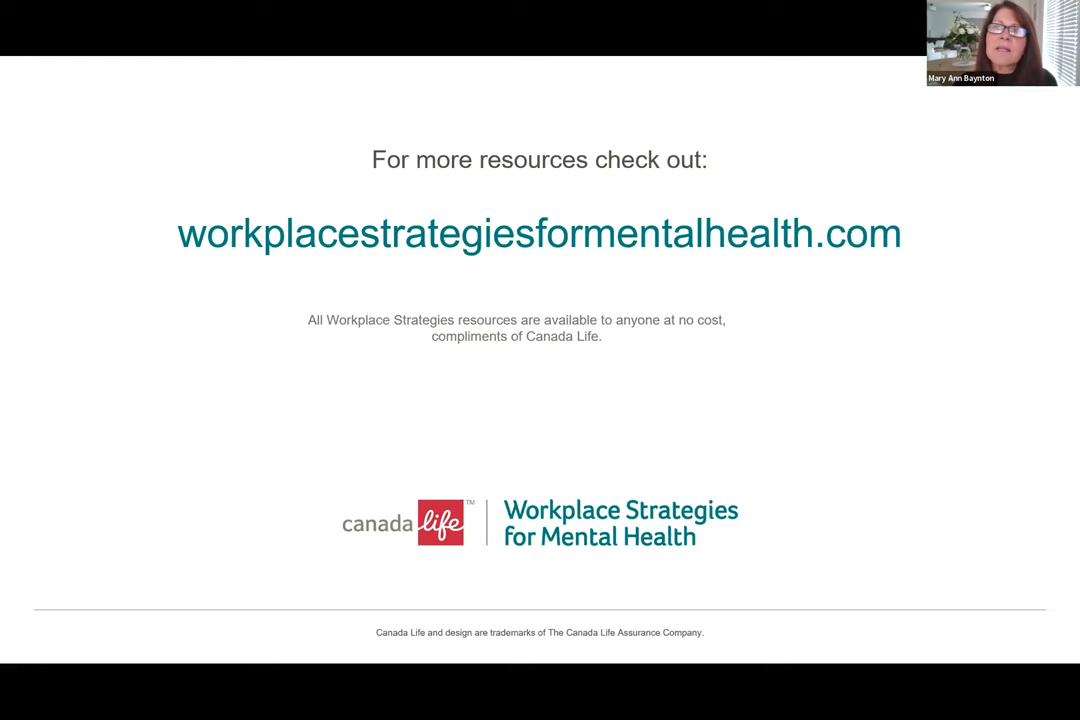 Mary Ann Baynton
For more resources check out:
workplacestrategiesformentalhealth.com
All Workplace Strategies resources are available to anyone at no cost,
compliments of Canada Life.
canada life™
Workplace Strategies
for Mental Health
Canada Life and design are trademarks of The Canada Life Assurance Company.